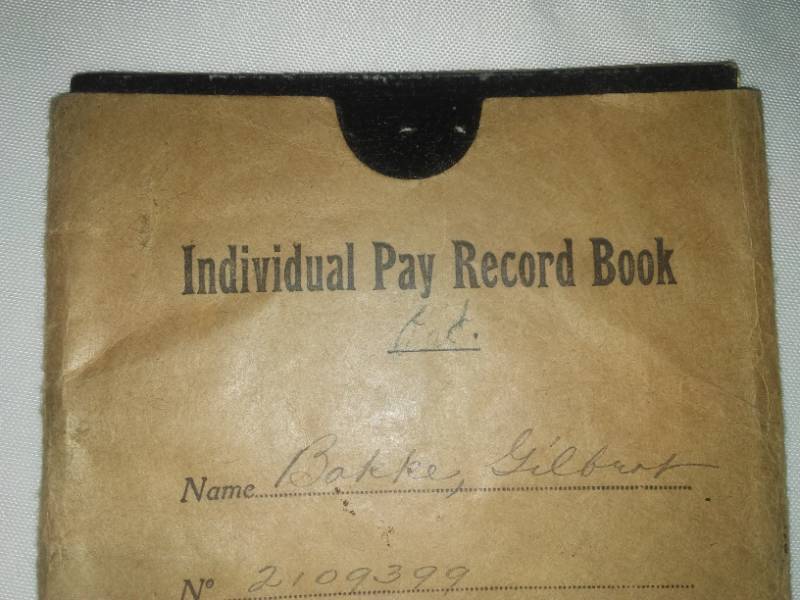 Individual Pay Record Book
Name Bakke, Gilbert
Nº 2109399